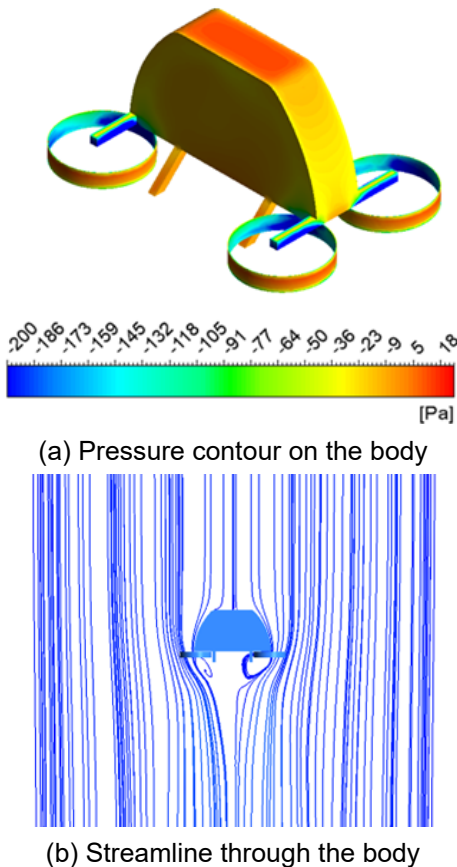 -200 -186 -173 -159 -145 -132 -118 -105 -91 -77 -64 -50 -36 -23 -9 5 18
[Pa]
(a) Pressure contour on the body
(b) Streamline through the body